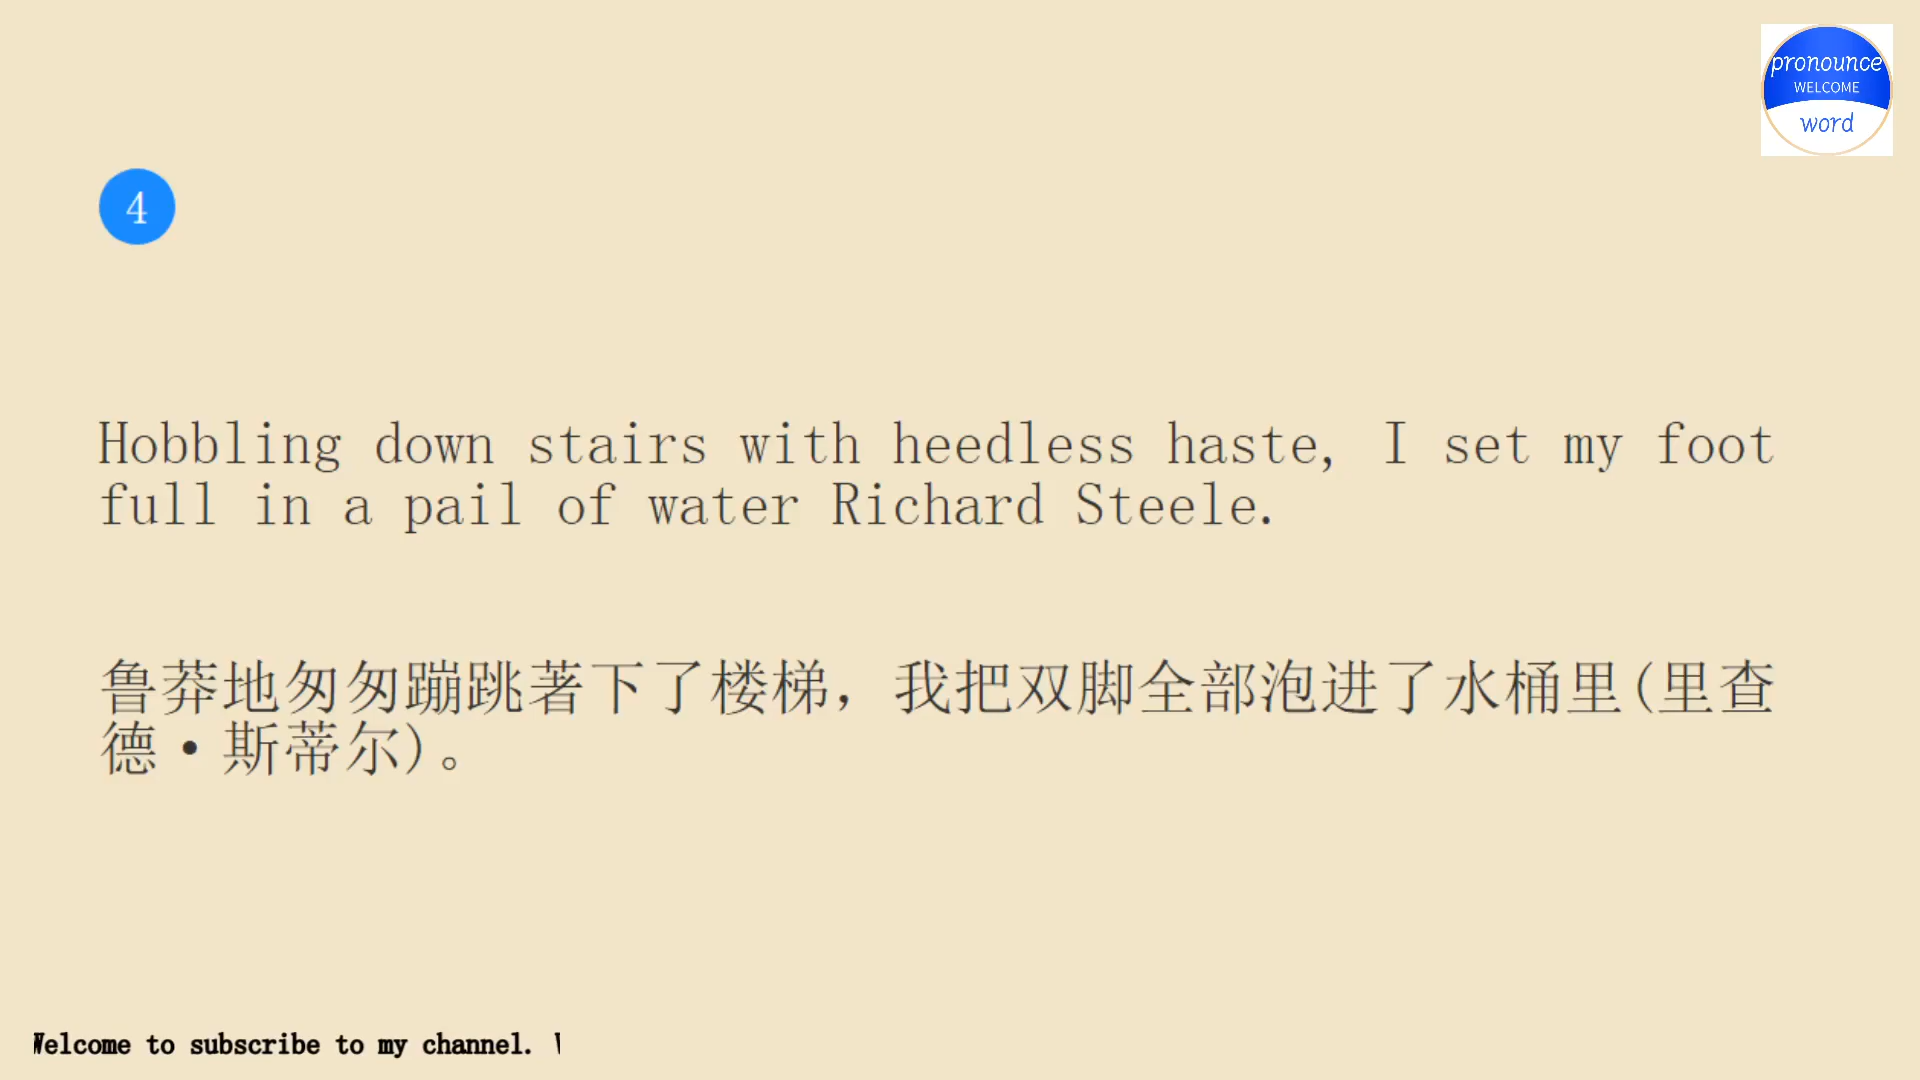 pronounce
WELCOME
word
4
Hobbling down stairs with heedless haste, I set my foot
full in a pail of water Richard Steele.
鲁莽地匆匆蹦跳著下了楼梯，我把双脚全部泡进了水桶里(里查
德·斯蒂尔)。
Welcome to subscribe to my channel.